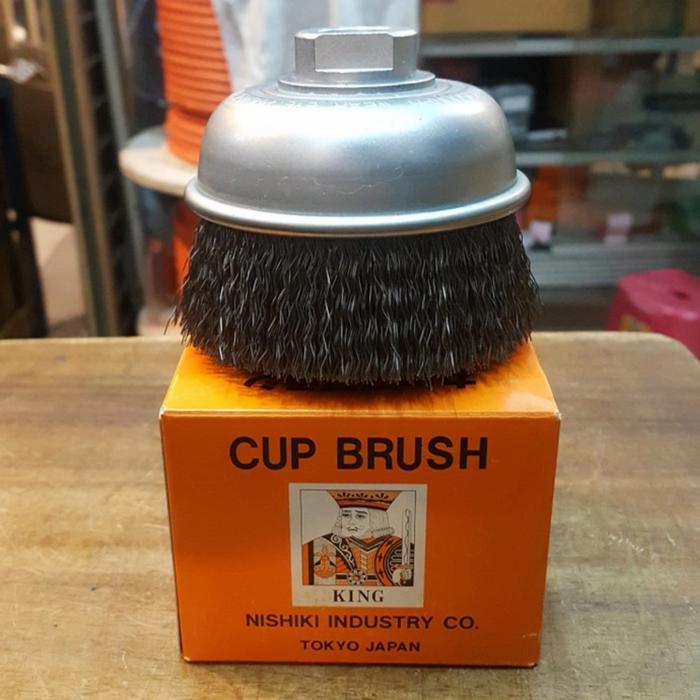 CUP BRUSH
KING
NISHIKI INDUSTRY CO.
TOKYO JAPAN